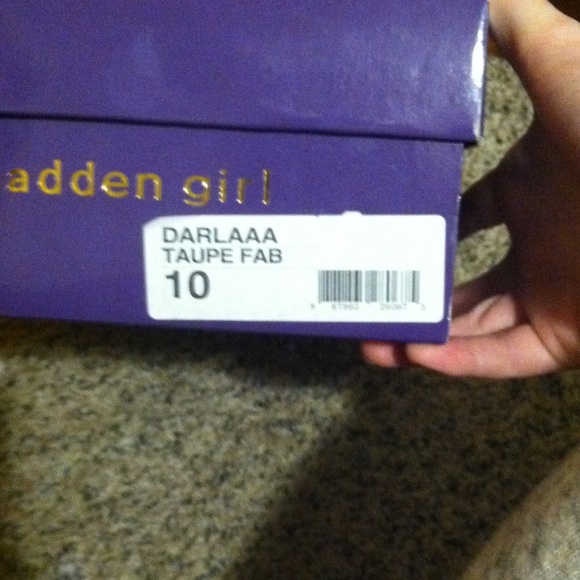 adden girl
DARLAAA
TAUPE FAB
10